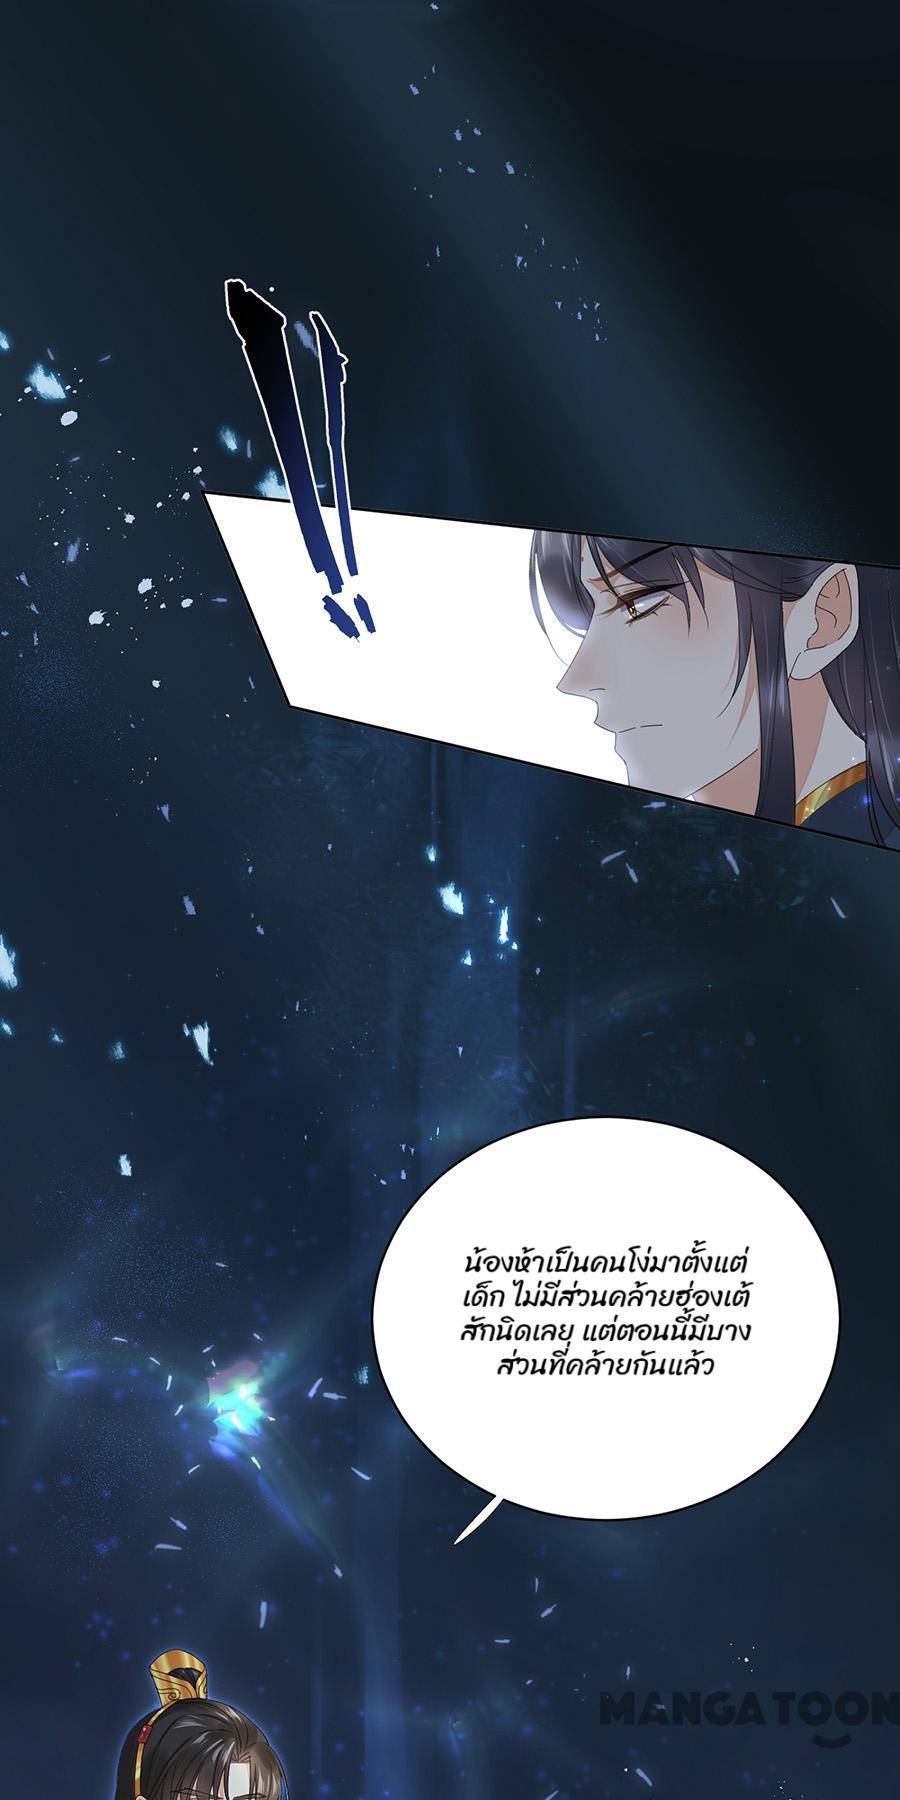 น้องห้าเป็นคนโง่มาตั้งแต่
เด็ก ไม่มีส่วนคล้ายฮ่องเต้
สักนิดเลย แต่ตอนนี้มีบาง
ส่วนที่คล้ายกันแล้ว
MANGATOON